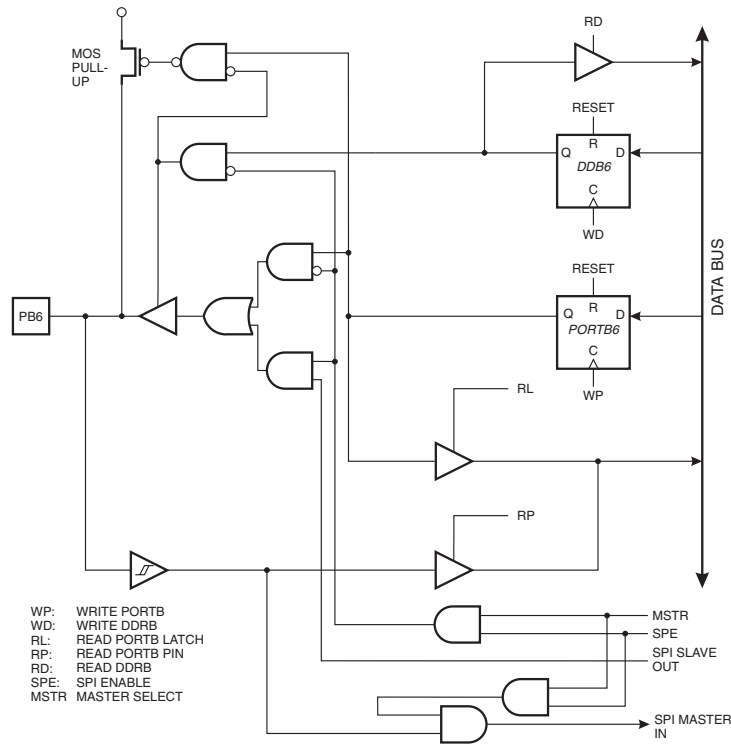 RD
MOS
PULL-
UP
RESET
R
Q
D
DDB6
C
WD
DATA BUS
RESET
R
Q
D
PB6
PORTB6
C
WP
RL
RP
WP: WRITE PORTB
WD: WRITE DDRB
RL: READ PORTB LATCH
RP: READ PORTB PIN
RD: READ DDRB
SPE: SPI ENABLE
MSTR MASTER SELECT
MSTR
SPE
SPI SLAVE
OUT
SPI MASTER
IN